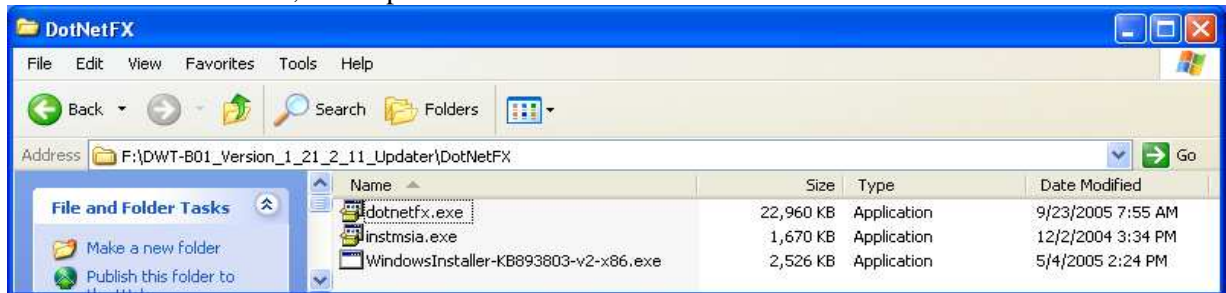 DotNetFX
File Edit View Favorites Tools Help
Back Search Folders
Address F:\DWT-B01_Version_1_21_2_11_Updater\DotNetFX Go
Name Size Type Date Modified
File and Folder Tasks
dotnetfx.exe 22,960 KB Application 9/23/2005 7:55 AM
instmsia.exe 1,670 KB Application 12/2/2004 3:34 PM
Make a new folder
WindowsInstaller-KB893803-v2-x86.exe 2,526 KB Application 5/4/2005 2:24 PM
Publish this folder to